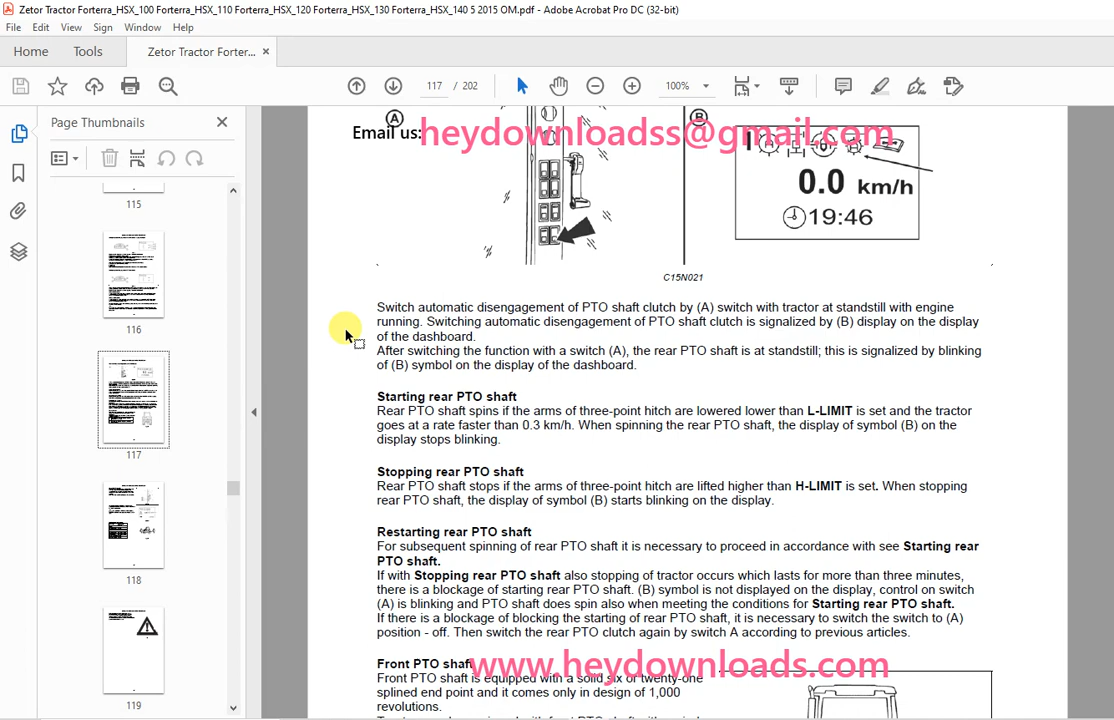 Zetor Tractor Forterra_HSX_100 Forterra_HSX_110 Forterra_HSX_120 Forterra_HSX_130 Forterra_HSX_140 5 2015 OM.pdf - Adobe Acrobat Pro DC (32-bit)
File Edit View Sign Window Help
Home Tools Zetor Tractor Forter... ×
117 / 202 100%
Page Thumbnails
115
116
117
118
119
A B
Email us: heydownloadss@gmail.com
0.0 km/h
19:46
C15N021
Switch automatic disengagement of PTO shaft clutch by (A) switch with tractor at standstill with engine
running. Switching automatic disengagement of PTO shaft clutch is signalized by (B) display on the display
of the dashboard.
After switching the function with a switch (A), the rear PTO shaft is at standstill; this is signalized by blinking
of (B) symbol on the display of the dashboard.
Starting rear PTO shaft
Rear PTO shaft spins if the arms of three-point hitch are lowered lower than L-LIMIT is set and the tractor
goes at a rate faster than 0.3 km/h. When spinning the rear PTO shaft, the display of symbol (B) on the
display stops blinking.
Stopping rear PTO shaft
Rear PTO shaft stops if the arms of three-point hitch are lifted higher than H-LIMIT is set. When stopping
rear PTO shaft, the display of symbol (B) starts blinking on the display.
Restarting rear PTO shaft
For subsequent spinning of rear PTO shaft it is necessary to proceed in accordance with see Starting rear
PTO shaft.
If with Stopping rear PTO shaft also stopping of tractor occurs which lasts for more than three minutes,
there is a blockage of starting rear PTO shaft. (B) symbol is not displayed on the display, control on switch
(A) is blinking and PTO shaft does spin also when meeting the conditions for Starting rear PTO shaft.
If there is a blockage of blocking the starting of rear PTO shaft, it is necessary to switch the switch to (A)
position - off. Then switch the rear PTO clutch again by switch A according to previous articles.
Front PTO shaft
www.heydownloads.com
Front PTO shaft is equipped with a solid six or twenty-one
splined end point and it comes only in design of 1,000
revolutions.